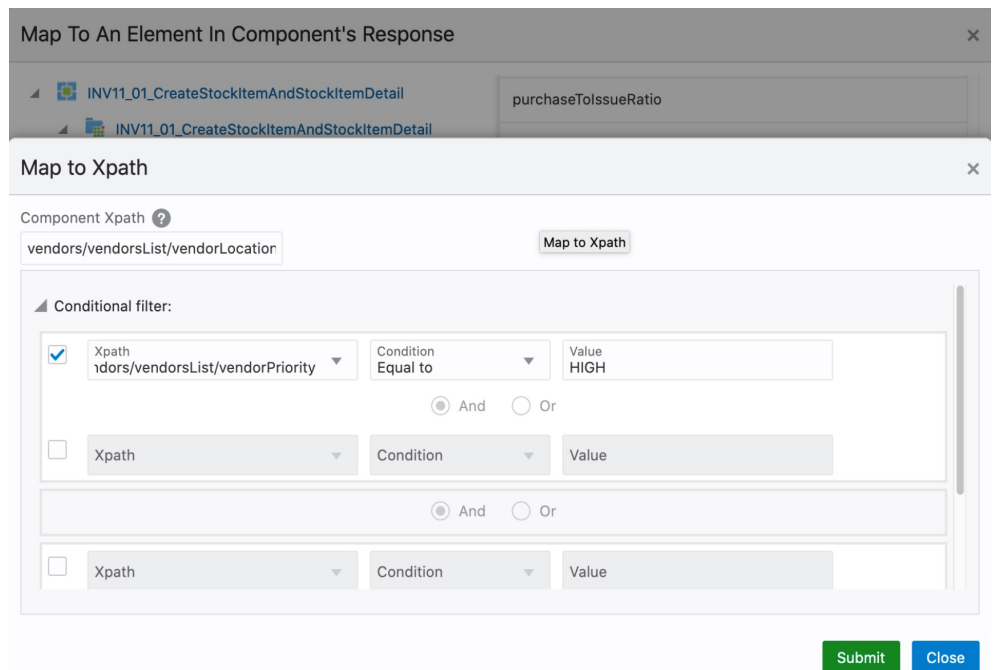 Map To An Element In Component's Response
INV11_01_CreateStockItemAndStockItemDetail
purchaseToIssueRatio
INV11_01_CreateStockItemAndStockItemDetail
Map to Xpath
Component Xpath ?
vendors/vendorsList/vendorLocation
Map to Xpath
Conditional filter:
Xpath Condition Value
ndors/vendorsList/vendorPriority Equal to HIGH
And Or
Xpath Condition Value
And Or
Xpath Condition Value
Submit Close